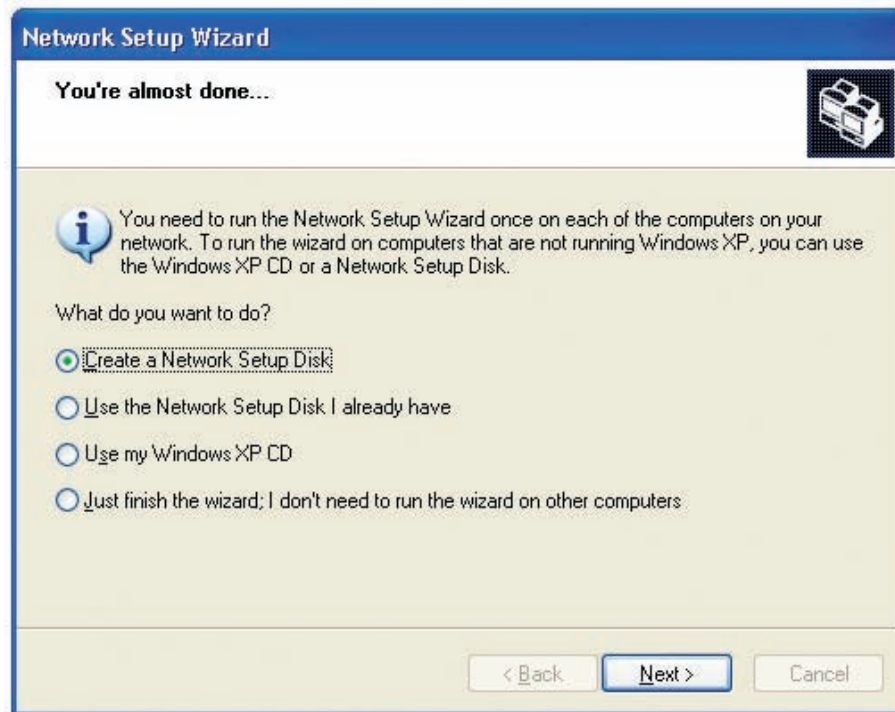 Network Setup Wizard
You're almost done...
You need to run the Network Setup Wizard once on each of the computers on your
network. To run the wizard on computers that are not running Windows XP, you can use
the Windows XP CD or a Network Setup Disk.
What do you want to do?
Create a Network Setup Disk
Use the Network Setup Disk I already have
Use my Windows XP CD
Just finish the wizard; I don't need to run the wizard on other computers
< Back
Next >
Cancel